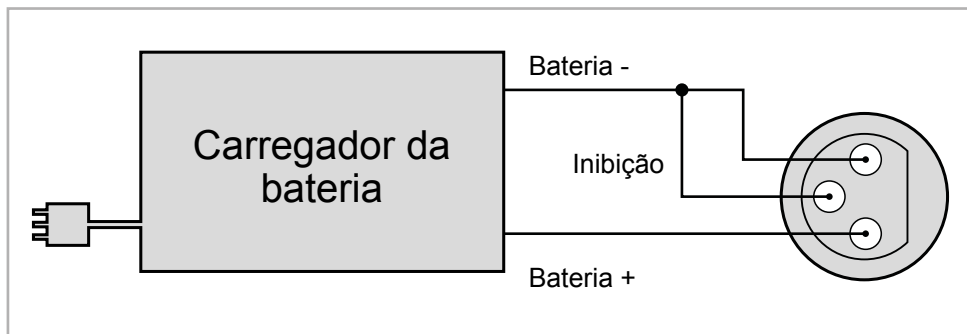 Bateria -
Carregador da
bateria
Inibição
Bateria +